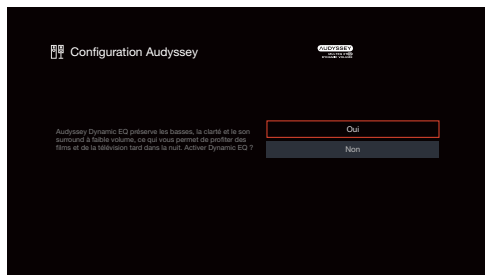 Configuration Audyssey
AUDYSSEY
DYNAMIC VOLUME
Audyssey Dynamic EQ préserve les basses, la clarté et le son
surround à faible volume, ce qui vous permet de profiter des
films et de la télévision tard dans la nuit. Activer Dynamic EQ ?
Oui
Non